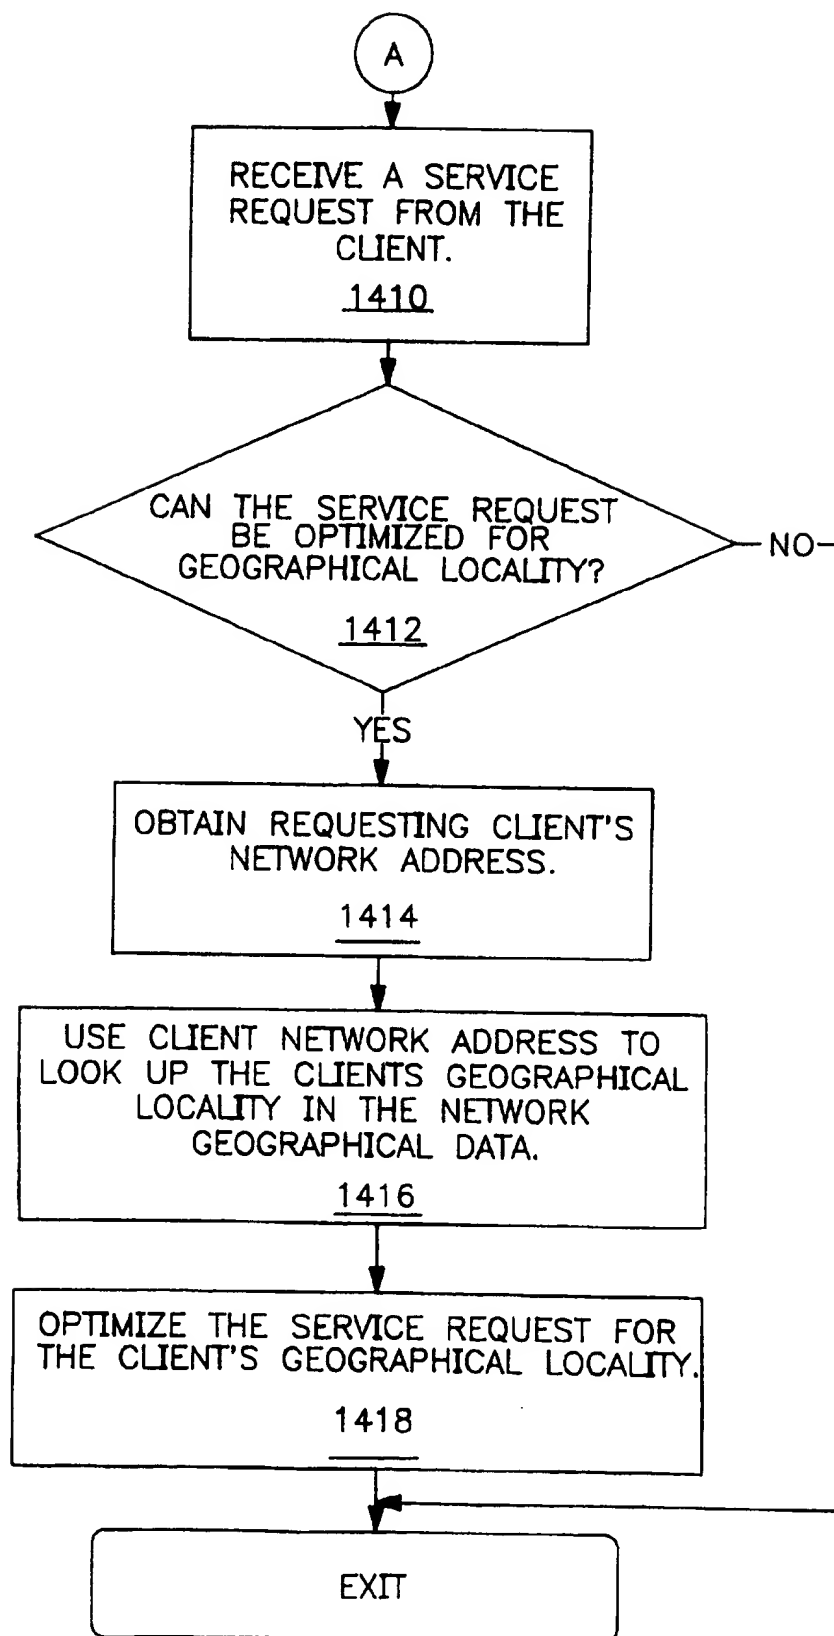 A
RECEIVE A SERVICE
REQUEST FROM THE
CLIENT.
1410
CAN THE SERVICE REQUEST
BE OPTIMIZED FOR
GEOGRAPHICAL LOCALITY?
1412
NO
YES
OBTAIN REQUESTING CLIENT'S
NETWORK ADDRESS.
1414
USE CLIENT NETWORK ADDRESS TO
LOOK UP THE CLIENTS GEOGRAPHICAL
LOCALITY IN THE NETWORK
GEOGRAPHICAL DATA.
1416
OPTIMIZE THE SERVICE REQUEST FOR
THE CLIENT'S GEOGRAPHICAL LOCALITY.
1418
EXIT